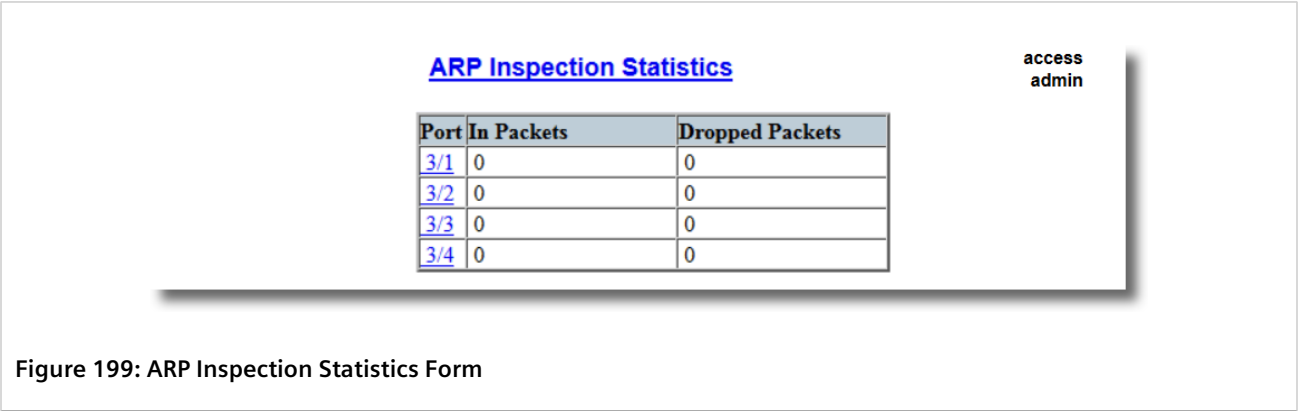 ARP Inspection Statistics
access
admin
Port In Packets Dropped Packets
3/1 0 0
3/2 0 0
3/3 0 0
3/4 0 0
Figure 199: ARP Inspection Statistics Form